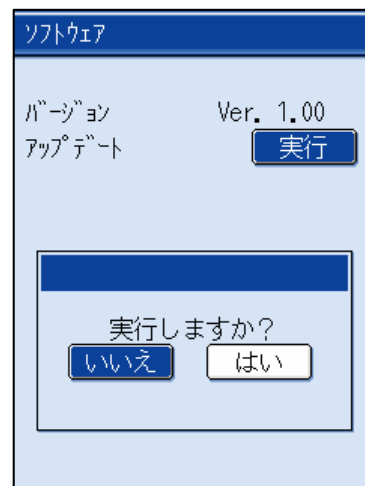 ソフトウェア
バージョン Ver. 1.00
アップデート 実行
実行しますか?
いいえ はい